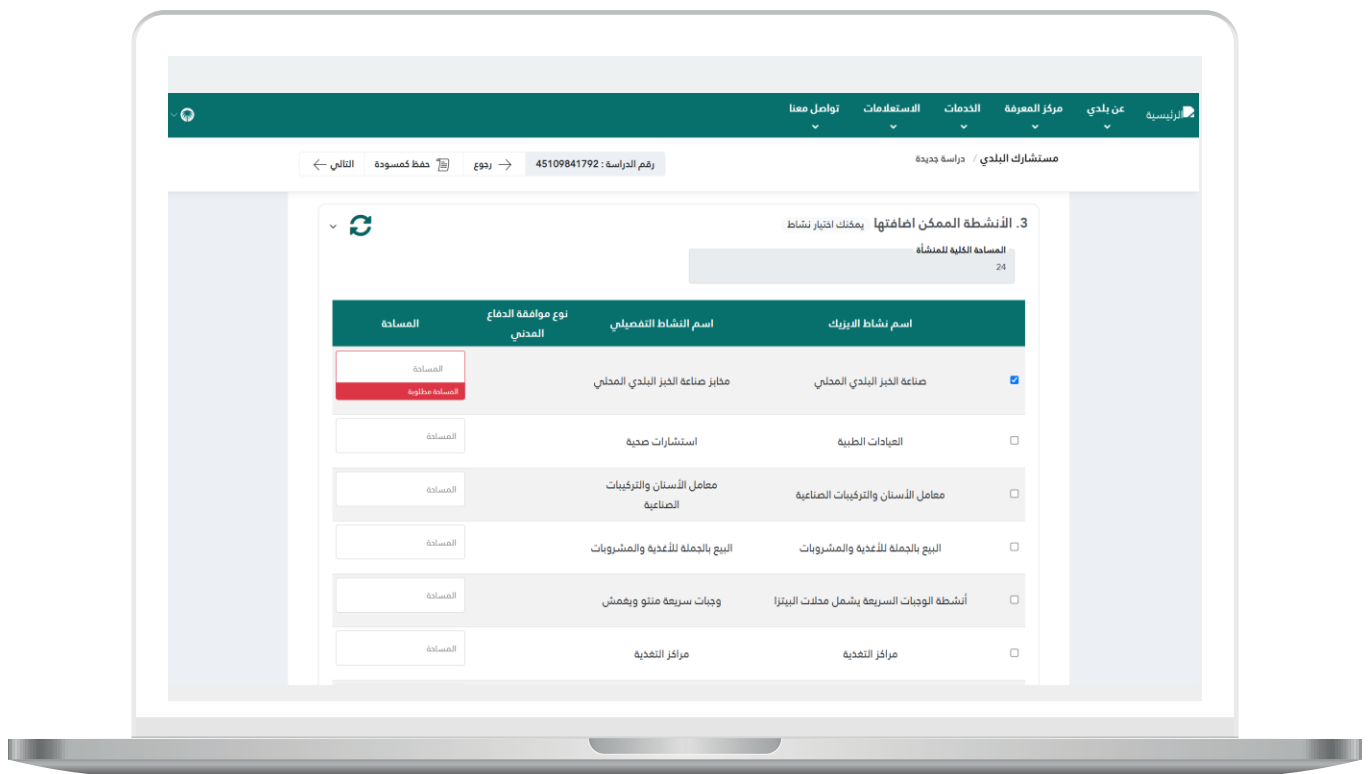 الرئيسية
عن بلدي
مركز المعرفة
الخدمات
الاستعلامات
تواصل معنا
مستشارك البلدي / دراسة جديدة
رقم الدراسة : 45109841792
رجوع
حفظ كمسودة
التالي
3. الأنشطة الممكن اضافتها يمكنك اختيار نشاط
المساحة الكلية للمنشأة
24
اسم نشاط الايزيك
اسم النشاط التفصيلي
نوع موافقة الدفاع
المدني
المساحة
صناعة الخبز البلدي المحلي
مخابز صناعة الخبز البلدي المحلي
المساحة
المساحة مطلوبة
العيادات الطبية
استشارات صحية
المساحة
معامل الأسنان والتركيبات الصناعية
معامل الأسنان والتركيبات
الصناعية
المساحة
البيع بالجملة للأغذية والمشروبات
البيع بالجملة للأغذية والمشروبات
المساحة
أنشطة الوجبات السريعة يشمل محلات البيتزا
وجبات سريعة منتو ويغمش
المساحة
مراكز التغذية
مراكز التغذية
المساحة